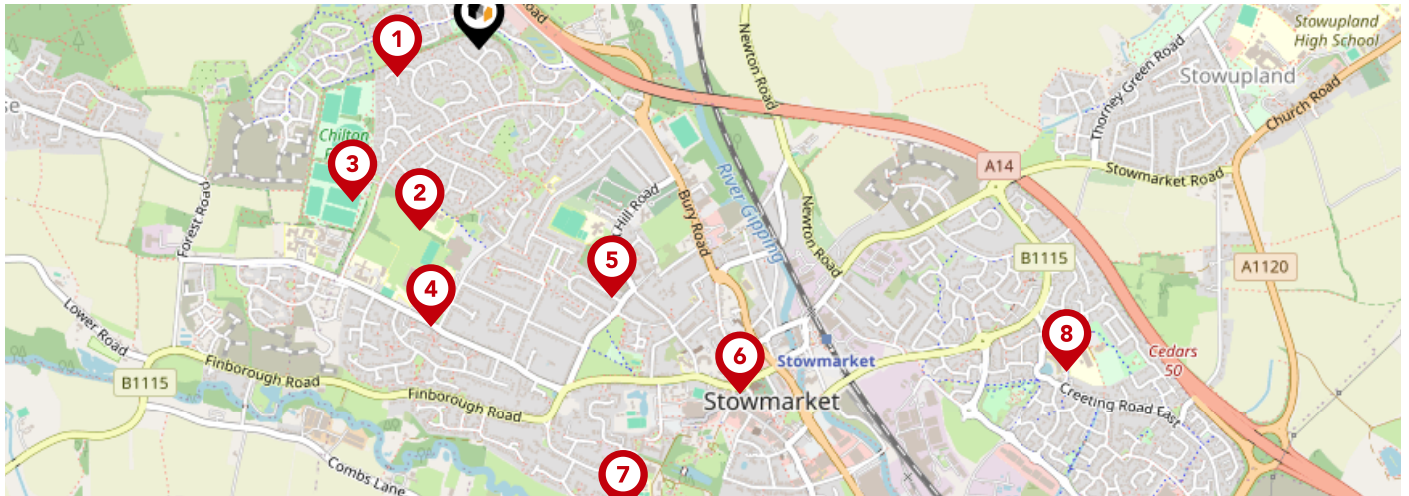 Road
1
Newton Road
Stowupland
High School
Stowupland
Thorney Green Road
Church Road
Chilton
3
A14
Stowmarket Road
2
Forest Road
Hill Road
Bury Road
River Gipping
Newton Road
5
B1115
A1120
4
Lower Road
6
Stowmarket
8
Cedars
50
Finborough Road
B1115
Finborough Road
Stowmarket
Creeting Road East
Combs Lane
7